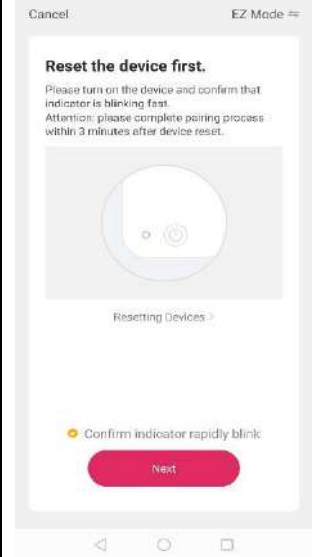 Cancel
EZ Mode
Reset the device first.
Please turn on the device and confirm that
indicator is blinking fast.
Attention: please complete pairing process
within 3 minutes after device reset.
Resetting Devices >
Confirm indicator rapidly blink
Next